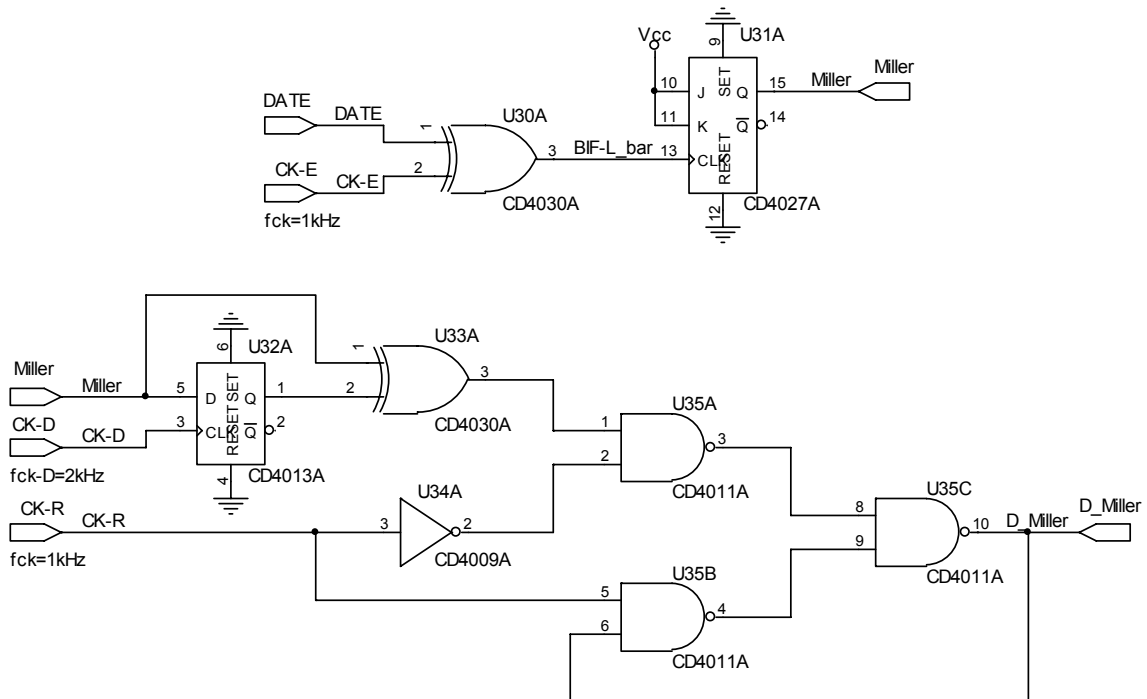 9
U31A
Vcc
10
J
SET
Q
15
Miller
Miller
DATE
DATE
1
U30A
11
K
Q
14
CK-E
CK-E
2
3
BIF-L_bar
13
CLK
RESET
CD4030A
12
CD4027A
fck=1kHz
6
U32A
1
U33A
Miller
Miller
5
D
SET
Q
1
2
3
U35A
CK-D
CK-D
3
CLK
RESET
Q
2
CD4030A
1
3
fck-D=2kHz
4
CD4013A
2
CD4011A
U34A
U35C
CK-R
CK-R
3
2
8
10
D_Miller
D_Miller
fck=1kHz
CD4009A
9
CD4011A
U35B
5
4
6
CD4011A